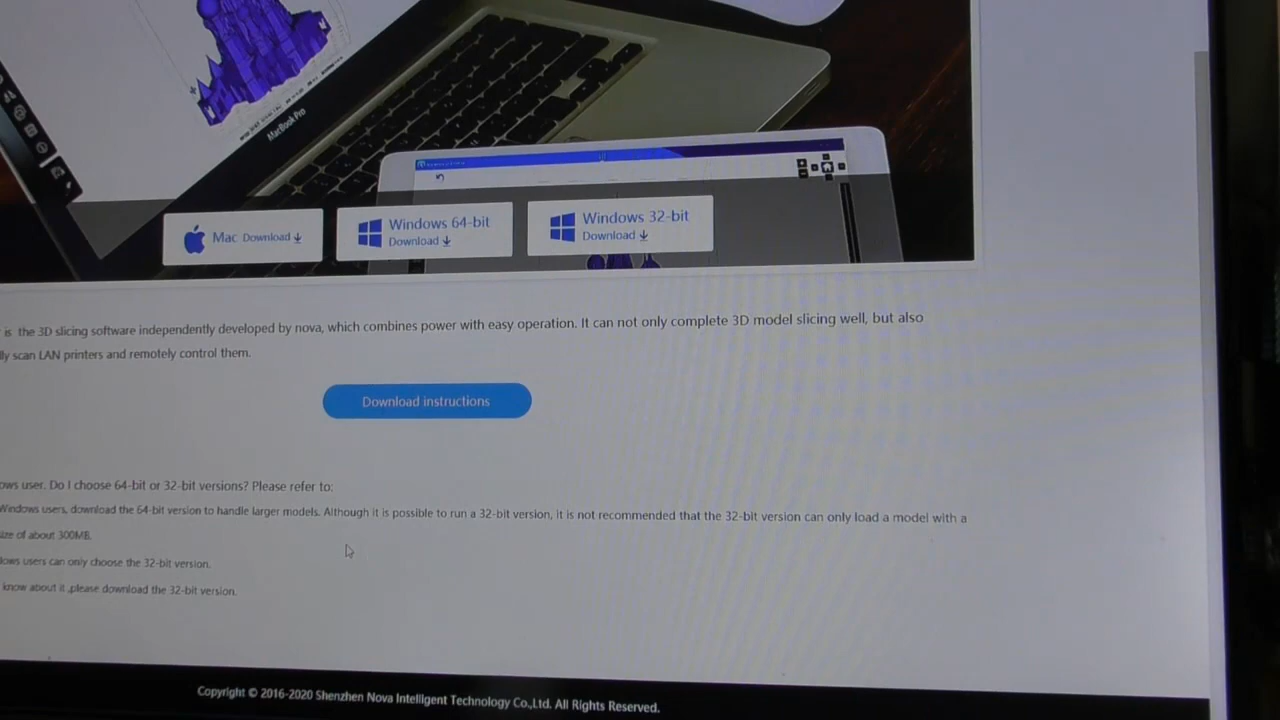 MacBook Pro
Mac Download
Windows 64-bit
Download
Windows 32-bit
Download
is the 3D slicing software independently developed by nova, which combines power with easy operation. It can not only complete 3D model slicing well, but also
lly scan LAN printers and remotely control them.
Download instructions
ows user. Do I choose 64-bit or 32-bit versions? Please refer to:
Windows users, download the 64-bit version to handle larger models. Although it is possible to run a 32-bit version, it is not recommended that the 32-bit version can only load a model with a
size of about 300MB.
dows users can only choose the 32-bit version.
know about it ,please download the 32-bit version.
Copyright © 2016-2020 Shenzhen Nova Intelligent Technology Co.,Ltd. All Rights Reserved.